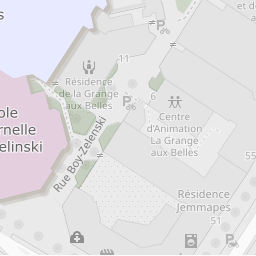 s
11
et d
Résidence
de la Grange
aux Belles
6
ole
rnelle
elinski
Centre
d'Animation
La Grange
aux Belles
Rue Boy-Zelenski
Résidence
Jemmapes
51
55